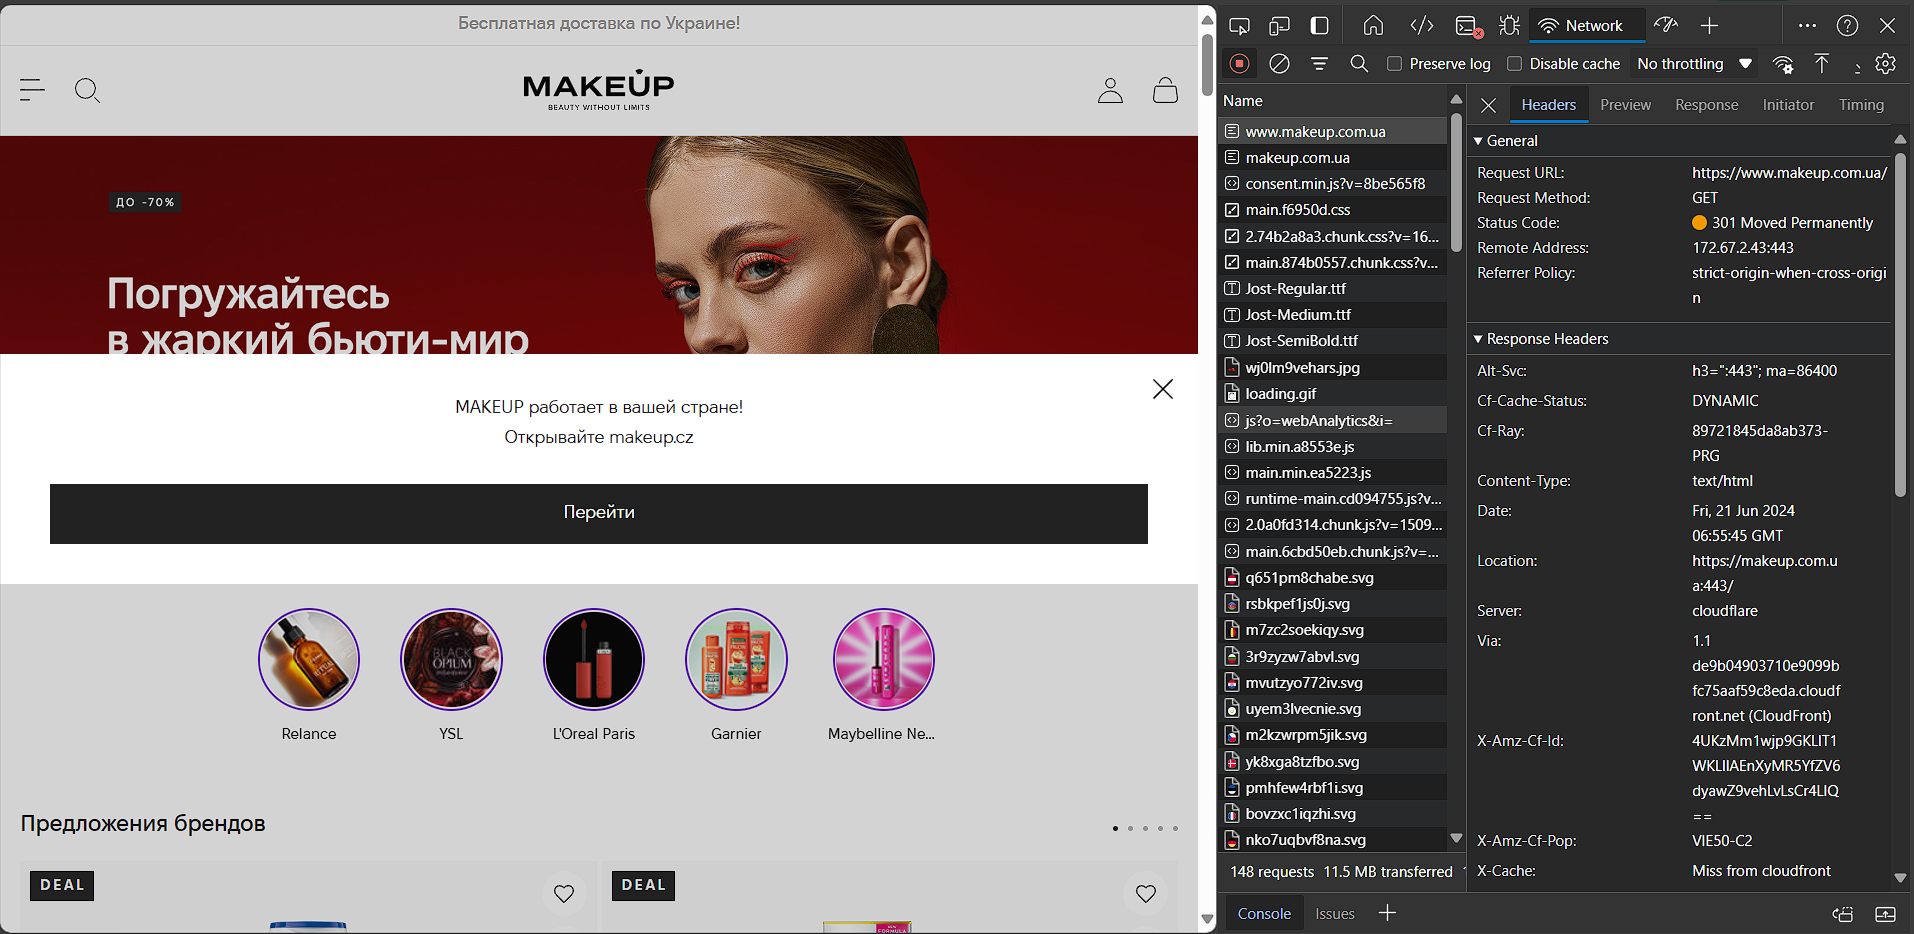 Бесплатная доставка по Украине!
MAKEUP
BEAUTY WITHOUT LIMITS
ДО -70%
Погружайтесь
в жаркий бьюти-мир
MAKEUP работает в вашей стране!
Открывайте makeup.cz
Перейти
BLACK
OPIUM
Relance
YSL
L'Oreal Paris
Garnier
Maybelline Ne...
Предложения брендов
DEAL
DEAL
NEW
FORMULA
Network
Preserve log
Disable cache
No throttling
Name
www.makeup.com.ua
makeup.com.ua
consent.min.js?v=8be565f8
main.f6950d.css
2.74b2a8a3.chunk.css?v=16...
main.874b0557.chunk.css?v...
Jost-Regular.ttf
Jost-Medium.ttf
Jost-SemiBold.ttf
wj0lm9vehars.jpg
loading.gif
js?o=webAnalytics&i=
lib.min.a8553e.js
main.min.ea5223.js
runtime-main.cd094755.js?v...
2.0a0fd314.chunk.js?v=1509...
main.6cbd50eb.chunk.js?v=...
q651pm8chabe.svg
rsbkpef1js0j.svg
m7zc2soekiqy.svg
3r9zyzw7abvl.svg
mvutzyo772iv.svg
uyem3lvecnie.svg
m2kzwrpm5jik.svg
yk8xga8tzfbo.svg
pmhfew4rbf1i.svg
bovzxc1iqzhi.svg
nko7uqbvf8na.svg
148 requests 11.5 MB transferred
Headers Preview Response Initiator Timing
General
Request URL: https://www.makeup.com.ua/
Request Method: GET
Status Code: 301 Moved Permanently
Remote Address: 172.67.2.43:443
Referrer Policy: strict-origin-when-cross-origi
n
Response Headers
Alt-Svc: h3=":443"; ma=86400
Cf-Cache-Status: DYNAMIC
Cf-Ray: 89721845da8ab373-
PRG
Content-Type: text/html
Date: Fri, 21 Jun 2024
06:55:45 GMT
Location: https://makeup.com.u
a:443/
Server: cloudflare
Via: 1.1
de9b04903710e9099b
fc75aaf59c8eda.cloudf
ront.net (CloudFront)
X-Amz-Cf-Id: 4UKzMm1wjp9GKLIT1
WKLIIAEnXyMR5YfZV6
dyawZ9vehLvLsCr4LIQ
==
X-Amz-Cf-Pop: VIE50-C2
X-Cache: Miss from cloudfront
Console Issues